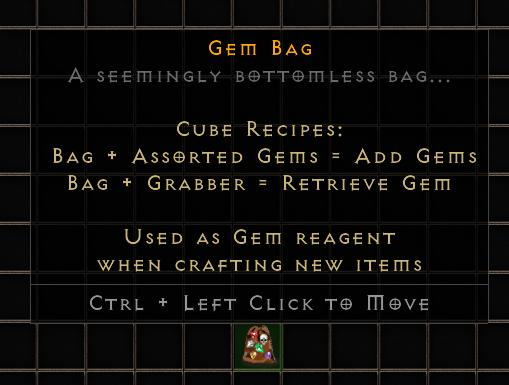 Gem Bag
A seemingly bottomless bag...
Cube Recipes:
Bag + Assorted Gems = Add Gems
Bag + Grabber = Retrieve Gem
Used as Gem reagent
when crafting new items
Ctrl + Left Click to Move